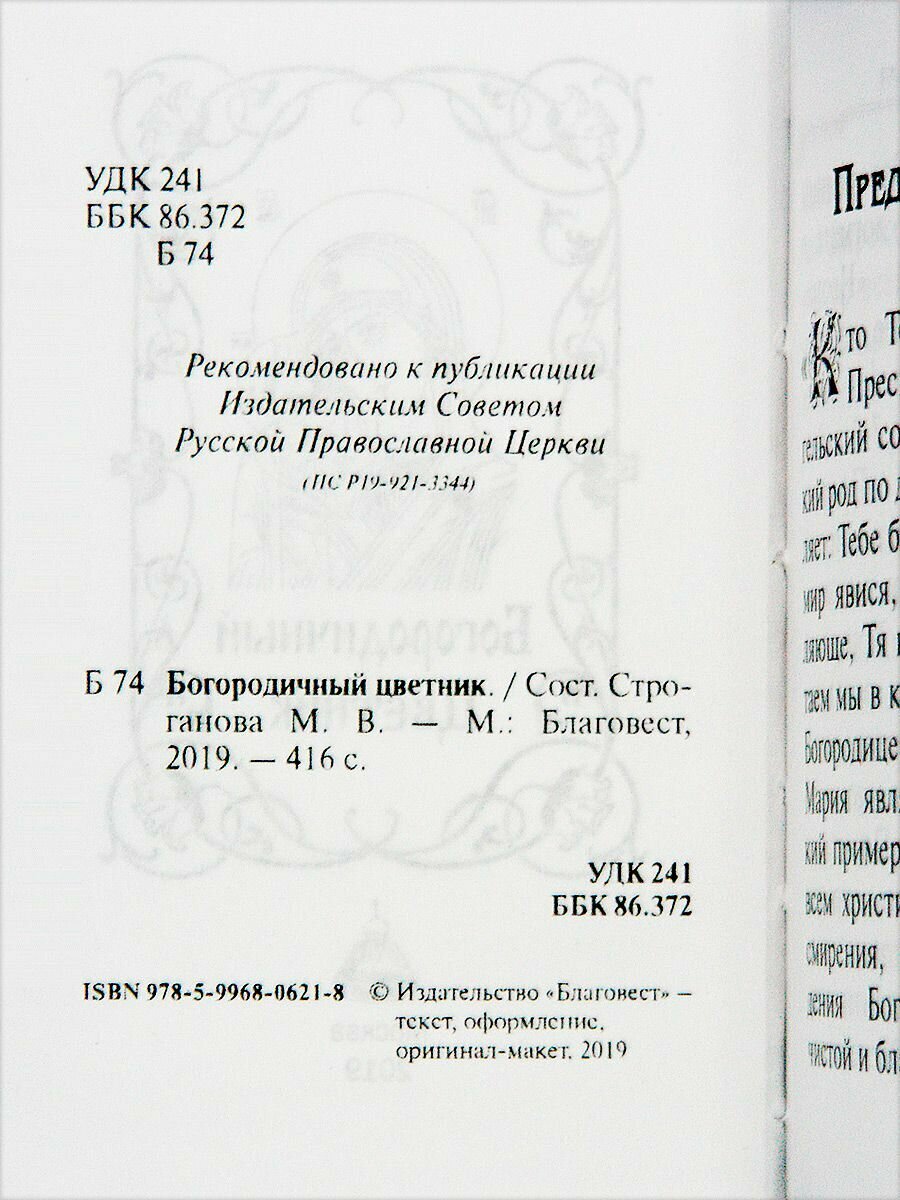 УДК 241
ББК 86.372
Б 74
Рекомендовано к публикации
Издательским Советом
Русской Православной Церкви
(ИС Р19-921-3344)
Б 74 Богородичный цветник. / Сост. Стро-
ганова М. В. — М.: Благовест,
2019. — 416 с.
УДК 241
ББК 86.372
ISBN 978-5-9968-0621-8 © Издательство «Благовест» –
текст, оформление,
оригинал-макет, 2019
Пред
Кто Т
Прес
тельский со
кий род по д
ляет: Тебе б
мир явися,
ляюще, Тя
таем мы в к
Богородице
Мария явл
кий пример
всем христи
смирения,
дения Бог
чистой и бл